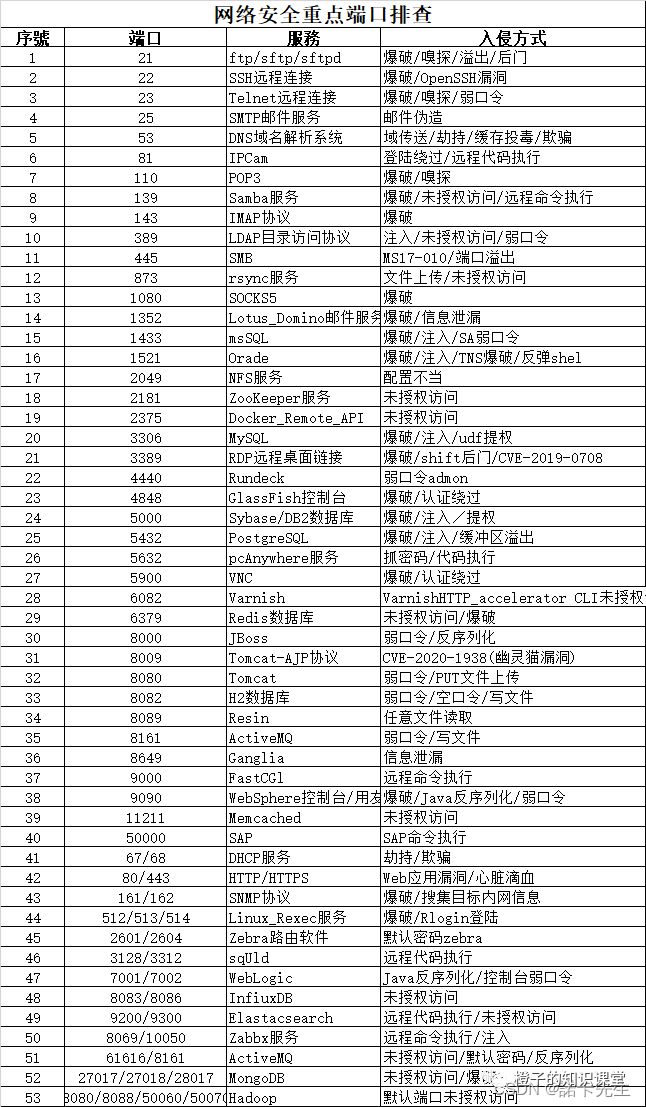 网络安全重点端口排查
序號 端口 服務 入侵方式
1 21 ftp/sftp/sftpd 爆破/嗅探/溢出/后门
2 22 SSH远程连接 爆破/OpenSSH漏洞
3 23 Telnet远程连接 爆破/嗅探/弱口令
4 25 SMTP邮件服务 邮件伪造
5 53 DNS域名解析系统 域传送/劫持/缓存投毒/欺骗
6 81 IPCam 登陆绕过/远程代码执行
7 110 POP3 爆破/嗅探
8 139 Samba服务 爆破/未授权访问/远程命令执行
9 143 IMAP协议 爆破
10 389 LDAP目录访问协议 注入/未授权访问/弱口令
11 445 SMB MS17-010/端口溢出
12 873 rsync服务 文件上传/未授权访问
13 1080 SOCKS5 爆破
14 1352 Lotus_Domino邮件服务 爆破/信息泄漏
15 1433 msSQL 爆破/注入/SA弱口令
16 1521 Orade 爆破/注入/TNS爆破/反弹shel
17 2049 NFS服务 配置不当
18 2181 ZooKeeper服务 未授权访问
19 2375 Docker_Remote_API 未授权访问
20 3306 MySQL 爆破/注入/udf提权
21 3389 RDP远程桌面链接 爆破/shift后门/CVE-2019-0708
22 4440 Rundeck 弱口令admon
23 4848 GlassFish控制台 爆破/认证绕过
24 5000 Sybase/DB2数据库 爆破/注入／提权
25 5432 PostgreSQL 爆破/注入/缓冲区溢出
26 5632 pcAnywhere服务 抓密码/代码执行
27 5900 VNC 爆破/认证绕过
28 6082 Varnish VarnishHTTP_accelerator CLI未授权
29 6379 Redis数据库 未授权访问/爆破
30 8000 JBoss 弱口令/反序列化
31 8009 Tomcat-AJP协议 CVE-2020-1938(幽灵猫漏洞)
32 8080 Tomcat 弱口令/PUT文件上传
33 8082 H2数据库 弱口令/空口令/写文件
34 8089 Resin 任意文件读取
35 8161 ActiveMQ 弱口令/写文件
36 8649 Ganglia 信息泄漏
37 9000 FastCGl 远程命令执行
38 9090 WebSphere控制台/用友 爆破/Java反序列化/弱口令
39 11211 Memcached 未授权访问
40 50000 SAP SAP命令执行
41 67/68 DHCP服务 劫持/欺骗
42 80/443 HTTP/HTTPS Web应用漏洞/心脏滴血
43 161/162 SNMP协议 爆破/搜集目标内网信息
44 512/513/514 Linux_Rexec服务 爆破/Rlogin登陆
45 2601/2604 Zebra路由软件 默认密码zebra
46 3128/3312 squld 远程代码执行
47 7001/7002 WebLogic Java反序列化/控制台弱口令
48 8083/8086 InfiuxDB 未授权访问
49 9200/9300 Elastacsearch 远程代码执行/未授权访问
50 8069/10050 Zabbx服务 远程命令执行/注入
51 61616/8161 ActiveMQ 未授权访问/默认密码/反序列化
52 27017/27018/28017 MongoDB 未授权访问/爆破
53 8080/8088/50060/50070 Hadoop 默认端口未授权访问
橙子的知识课堂
CSDN @諾卡先生